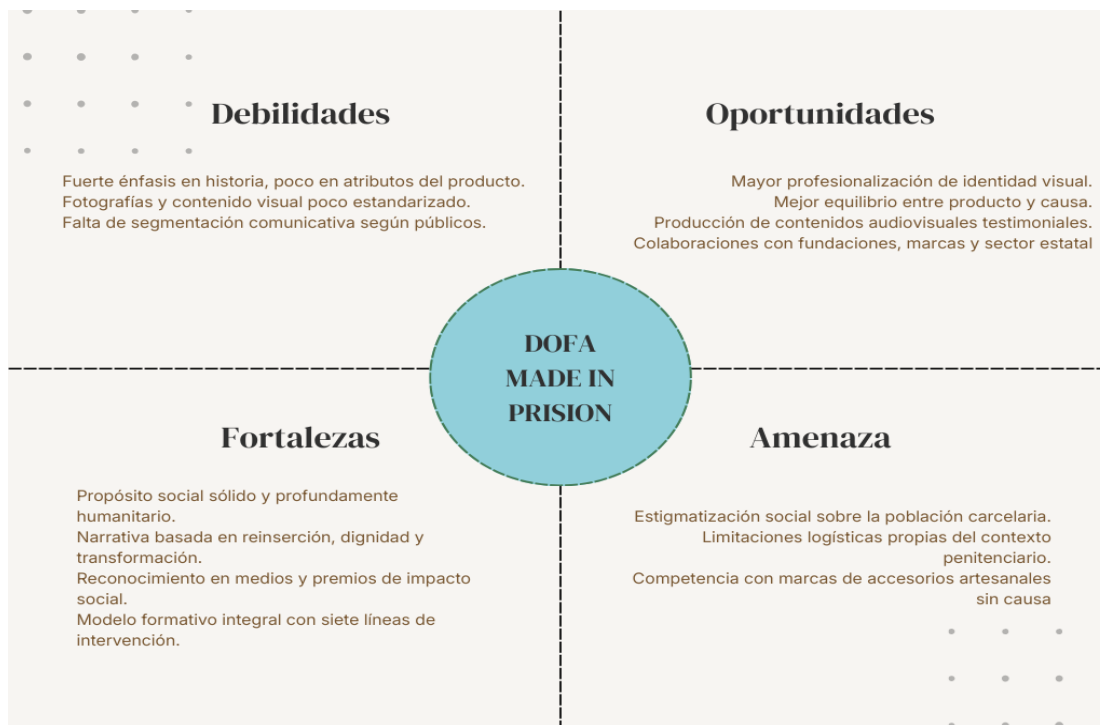 Debilidades
Fuerte énfasis en historia, poco en atributos del producto.
Fotografías y contenido visual poco estandarizado.
Falta de segmentación comunicativa según públicos.
Oportunidades
Mayor profesionalización de identidad visual.
Mejor equilibrio entre producto y causa.
Producción de contenidos audiovisuales testimoniales.
Colaboraciones con fundaciones, marcas y sector estatal
DOFA
MADE IN
PRISION
Fortalezas
Propósito social sólido y profundamente
humanitario.
Narrativa basada en reinserción, dignidad y
transformación.
Reconocimiento en medios y premios de impacto
social.
Modelo formativo integral con siete líneas de
intervención.
Amenaza
Estigmatización social sobre la población carcelaria.
Limitaciones logísticas propias del contexto
penitenciario.
Competencia con marcas de accesorios artesanales
sin causa